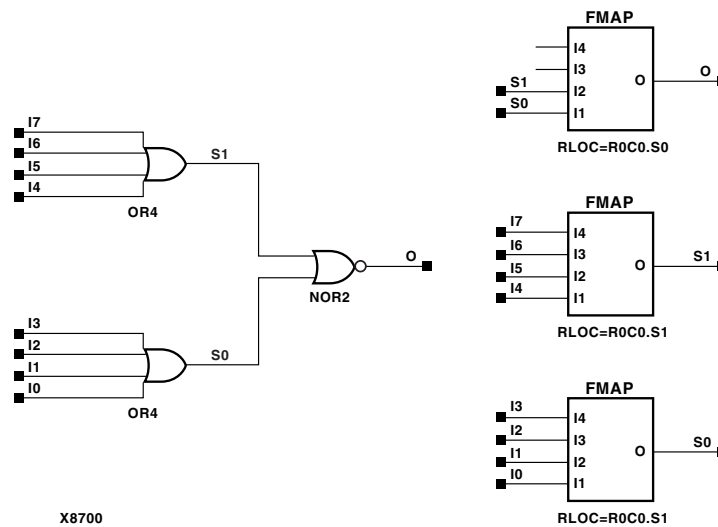 I7
I6
I5
I4
OR4
S1
I3
I2
I1
I0
OR4
S0
O
NOR2
X8700
FMAP
I4
I3
S1 I2
S0 I1
O
O
RLOC=R0C0.S0
FMAP
I7 I4
I6 I3
I5 I2
I4 I1
O
S1
RLOC=R0C0.S1
FMAP
I3 I4
I2 I3
I1 I2
I0 I1
O
S0
RLOC=R0C0.S1